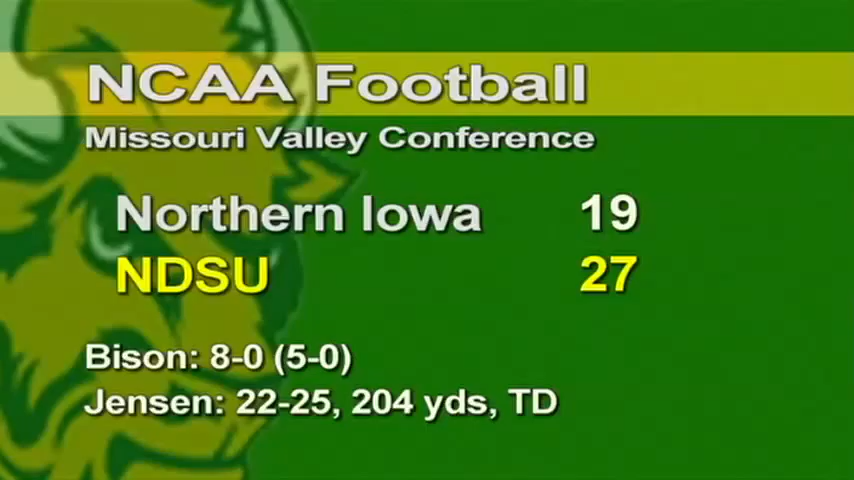 NCAA Football
Missouri Valley Conference
Northern Iowa 19
NDSU 27
Bison: 8-0 (5-0)
Jensen: 22-25, 204 yds, TD